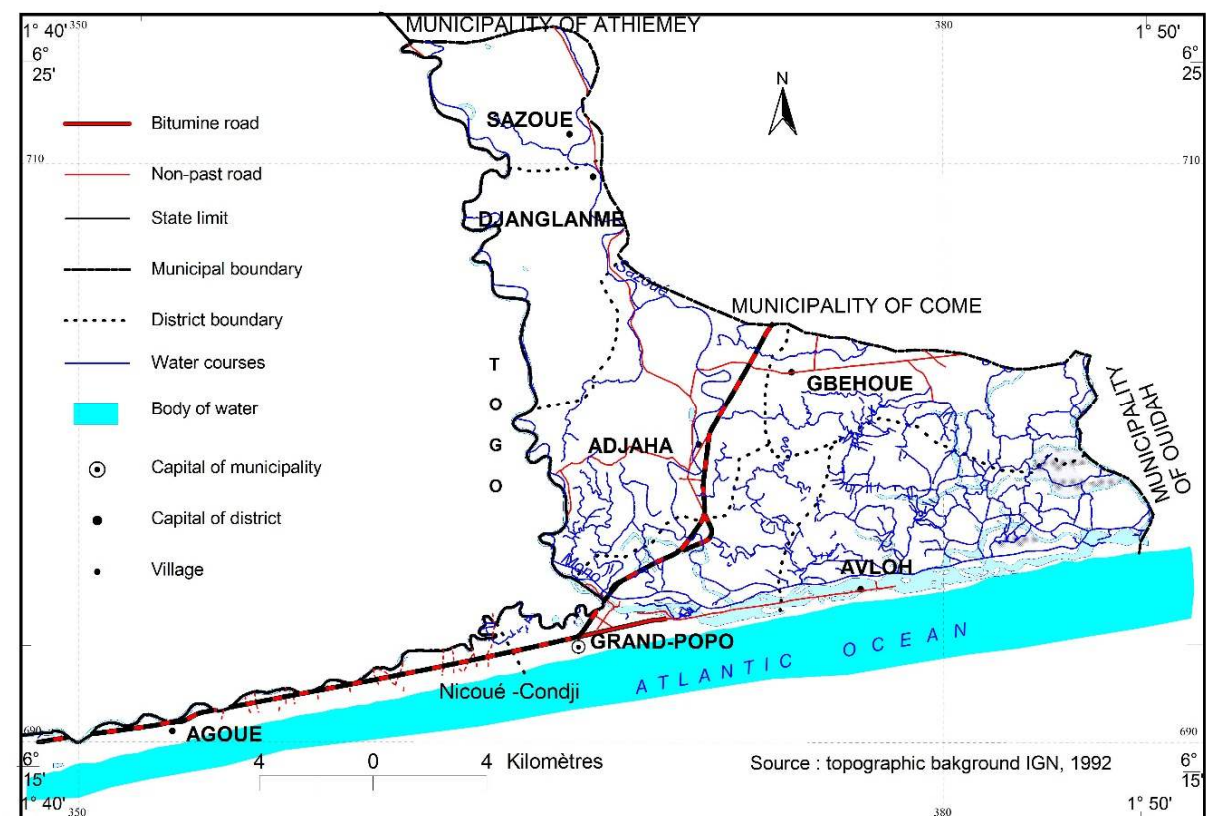 MUNICIPALITY OF ATHIEMEY
1° 40' 350 380 1° 50'
6° 25' 6° 25'
N
Bitumine road
SAZOUE
710 710
Non-past road
State limit
DJANGLANME
Municipal boundary
Sazoué
MUNICIPALITY OF COME
District boundary
Water courses
TOGO
GBEHOUE
MUNICIPALITY
OF OUIDAH
Body of water
ADJAHA
Capital of municipality
Capital of district
Village
Mono
AVLOH
GRAND-POPO
ATLANTIC OCEAN
Nicoué -Condji
AGOUE
690 690
6° 15' 4 0 4 Kilomètres Source : topographic bakground IGN, 1992 6° 15'
1° 40' 350 380 1° 50'